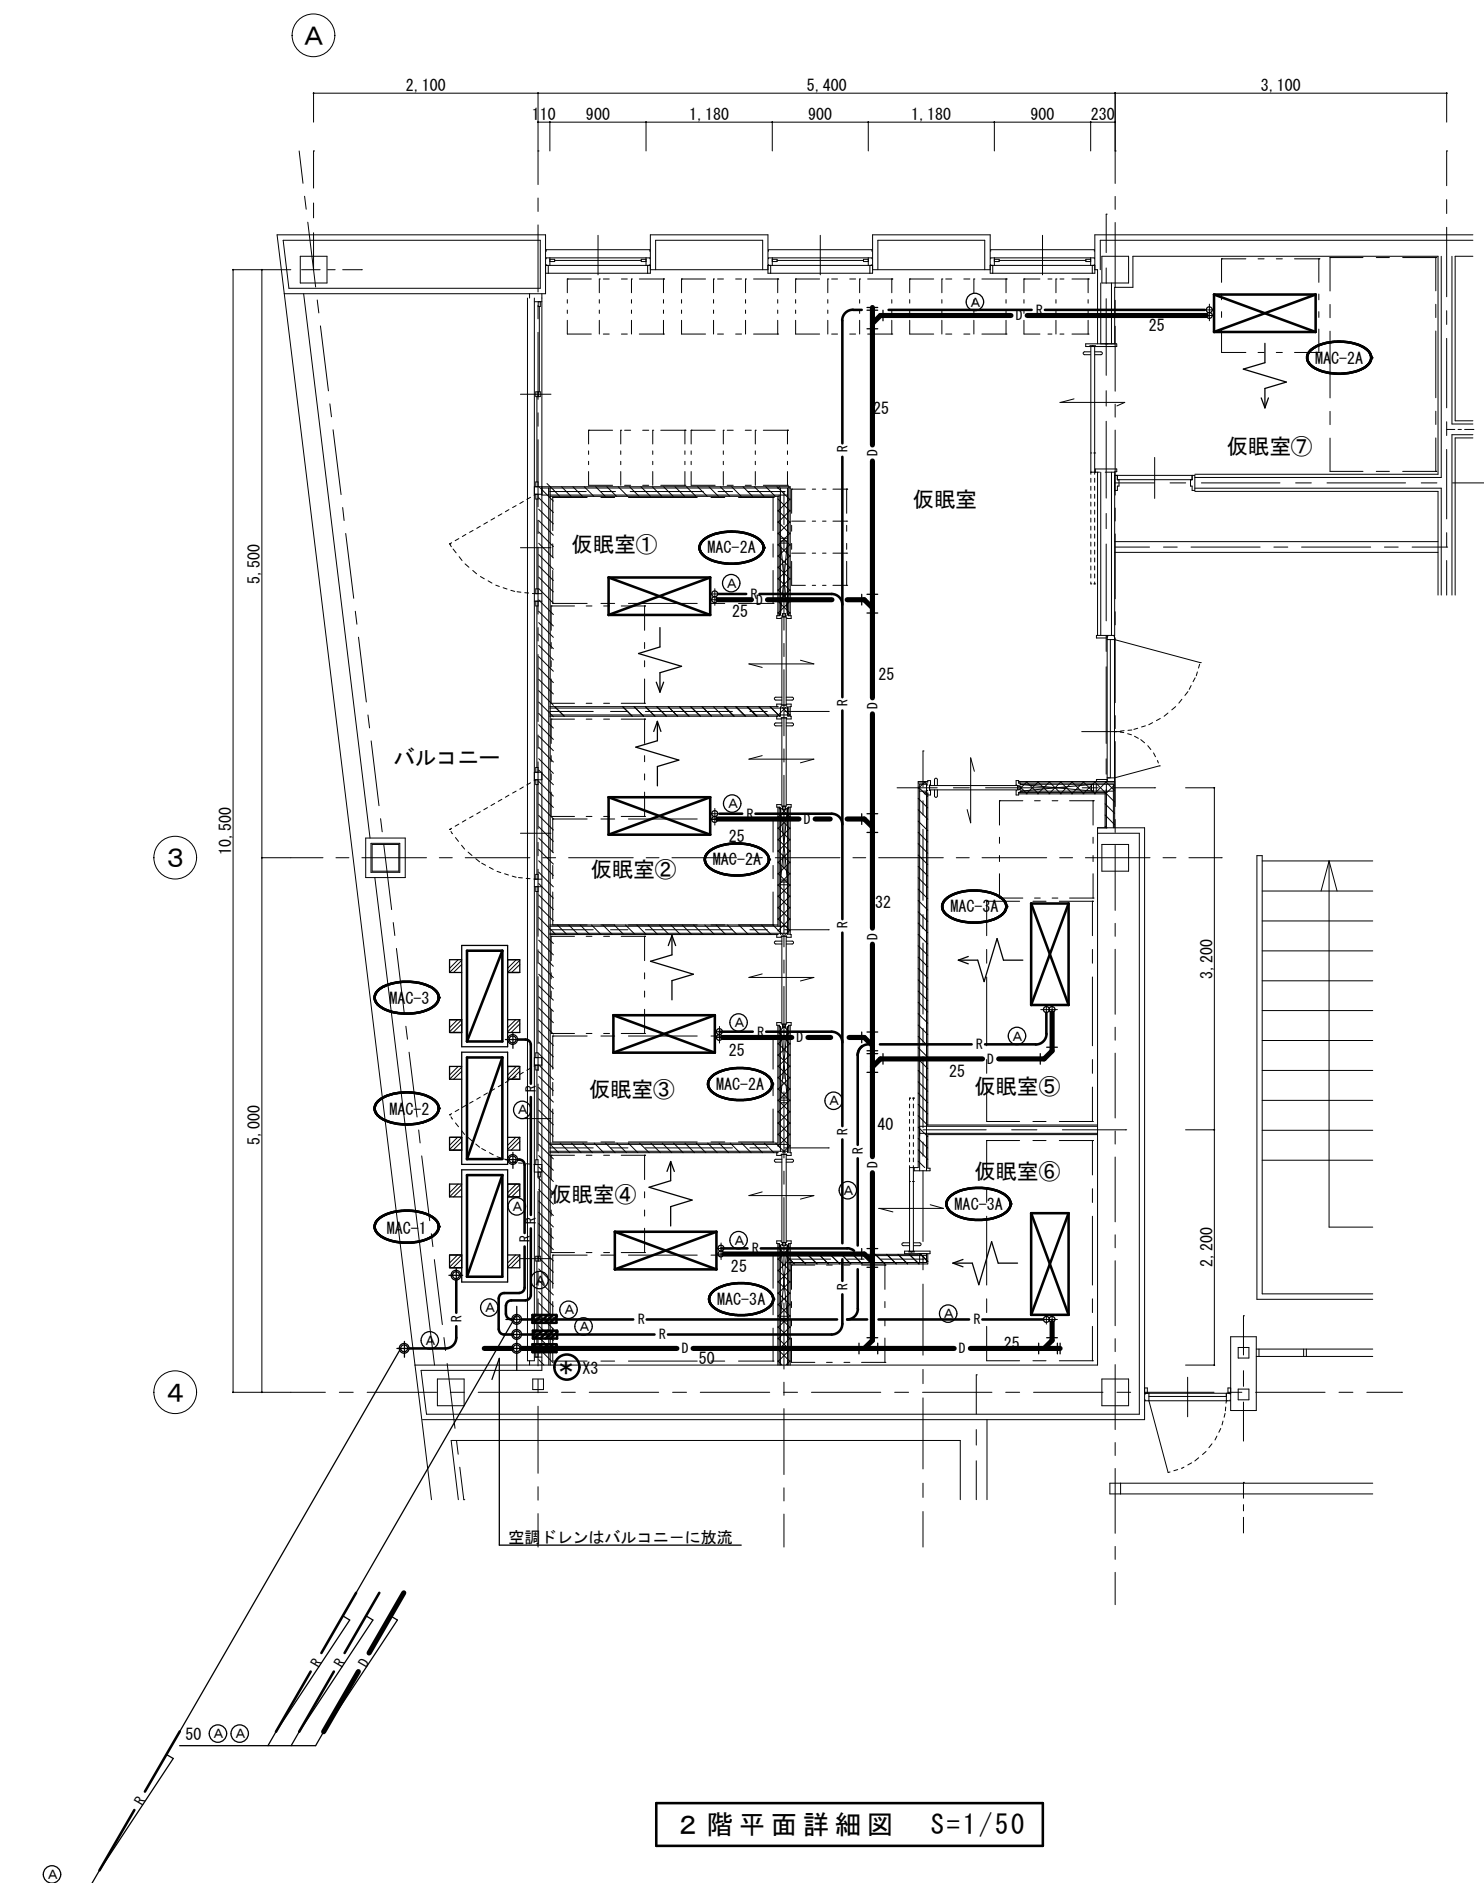 A
2,100
5,400
3,100
110
900
1,180
900
1,180
900
230
A
R
D
25
MAC-2A
25
仮眠室⑦
R
D
仮眠室
5,500
仮眠室①
MAC-2A
A
R
D
25
25
R
D
バルコニー
A
R
D
25
仮眠室②
MAC-2A
10,500
3
32
MAC-3A
R
D
3,200
MAC-3
A
R
D
25
A
R
D
25
仮眠室③
MAC-2A
仮眠室⑤
R
MAC-2
A
A
40
5,000
R
D
仮眠室⑥
仮眠室④
A
MAC-3A
A
R
MAC-1
R
A
R
D
25
2,200
A
MAC-3A
R
A
A
A
R
A
R
R
A
R
25
A
D
50
D
*
X3
4
空調ドレンはバルコニーに放流
R
R
D
50 A A
R
A
2階平面詳細図 S=1/50